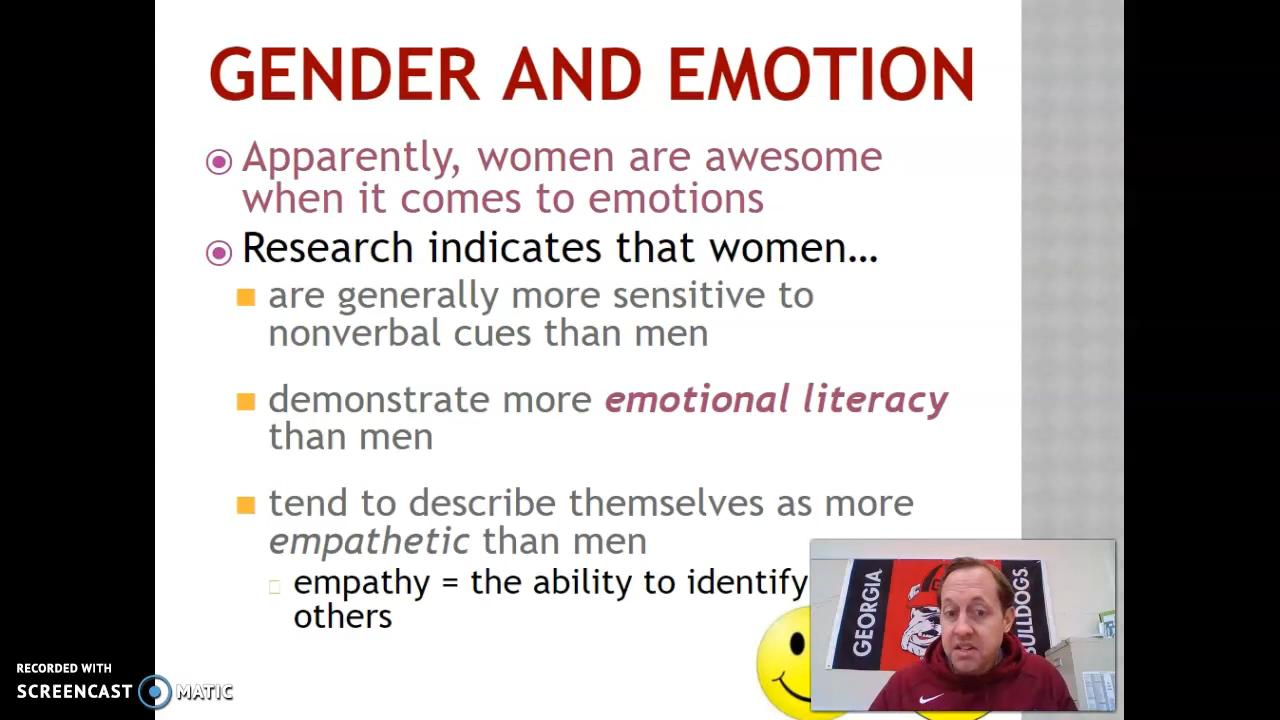 GENDER AND EMOTION
Apparently, women are awesome
when it comes to emotions
Research indicates that women…
are generally more sensitive to
nonverbal cues than men
demonstrate more emotional literacy
than men
tend to describe themselves as more
empathetic than men
empathy = the ability to identify
others
GEORGIA
BULLDOGS
RECORDED WITH
SCREENCAST MATIC